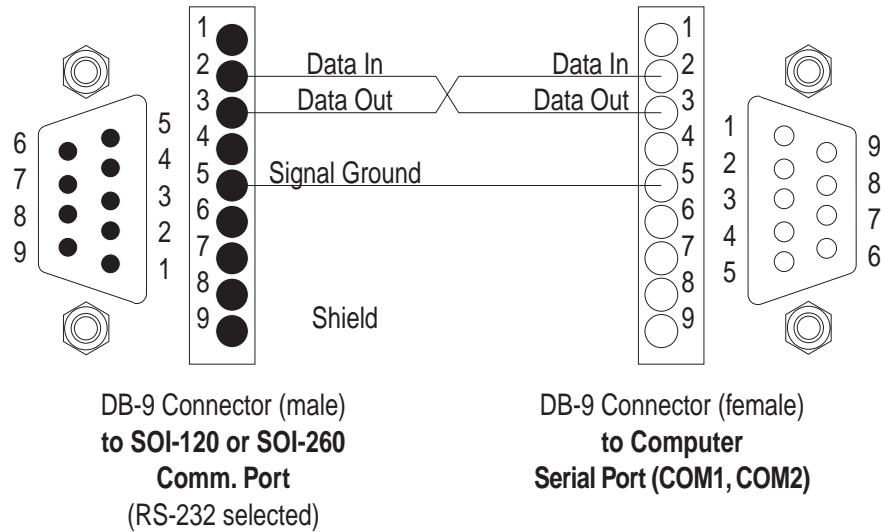 1
2
3
4
5
6
7
8
9
Data In
Data Out
Signal Ground
Shield
Data In
Data Out
1
2
3
4
5
6
7
8
9
6
7
8
9
5
4
3
2
1
1
2
3
4
5
9
8
7
6
DB-9 Connector (male)
to SOI-120 or SOI-260
Comm. Port
(RS-232 selected)
DB-9 Connector (female)
to Computer
Serial Port (COM1, COM2)